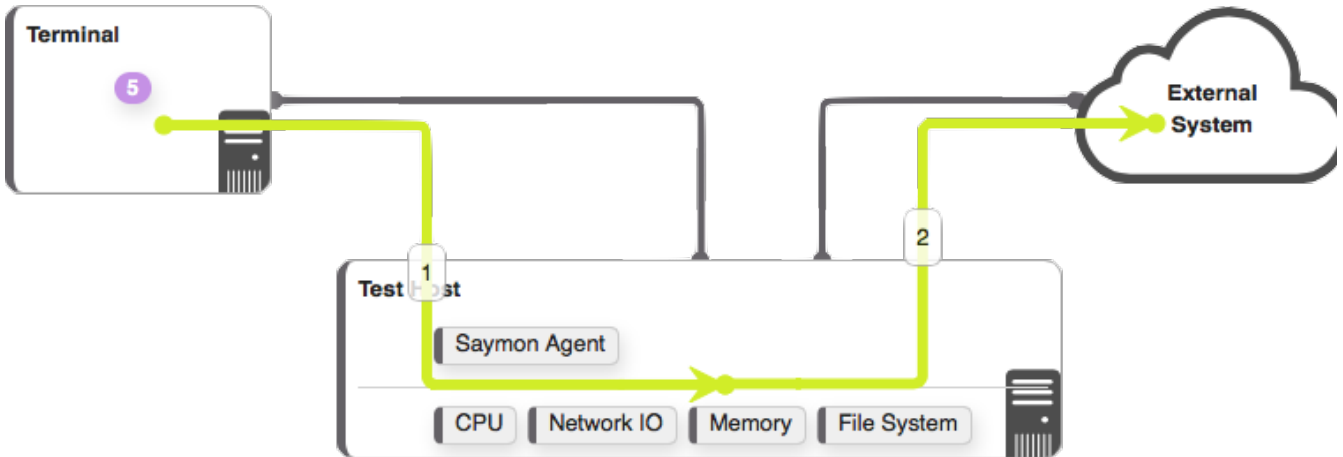 Terminal
5
External
System
1
2
Test Host
Saymon Agent
CPU
Network IO
Memory
File System